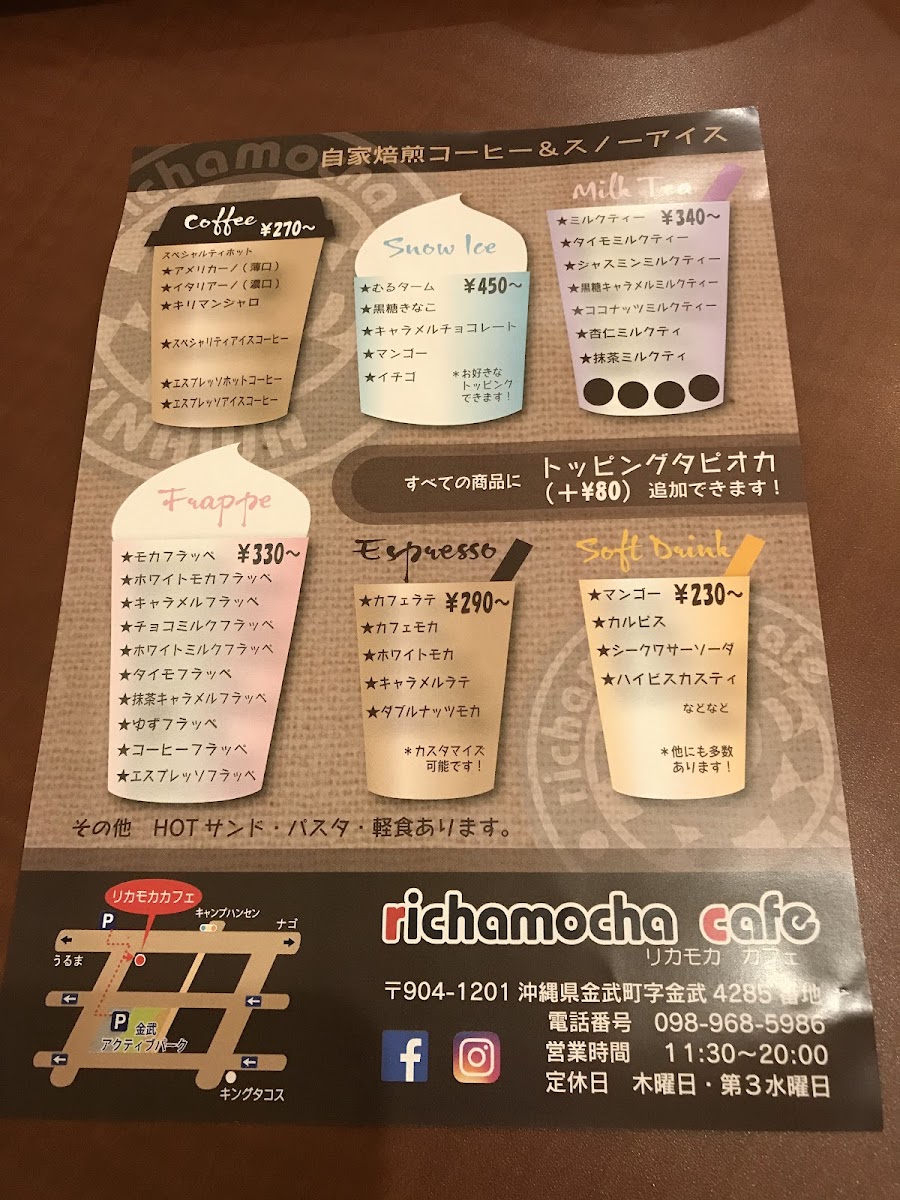 自家焙煎コーヒー&スノーアイス
Coffee
¥270〜
スペシャルティホット
★アメリカーノ(薄口)
★イタリアーノ(濃口)
★キリマンジャロ
★スペシャリティアイスコーヒー
★エスプレッソホットコーヒー
★エスプレッソアイスコーヒー
Snow Ice
★むるターム ¥450〜
★黒糖きなこ
★キャラメルチョコレート
★マンゴー
★イチゴ
*お好きな
トッピング
できます!
Milk Tea
★ミルクティー ¥340〜
★タイモミルクティー
★ジャスミンミルクティー
★黒糖キャラメルミルクティー
★ココナッツミルクティー
★杏仁ミルクティ
★抹茶ミルクティ
すべての商品に トッピングタピオカ
(+¥80) 追加できます!
Frappe
★モカフラッペ ¥330〜
★ホワイトモカフラッペ
★キャラメルフラッペ
★チョコミルクフラッペ
★ホワイトミルクフラッペ
★タイモフラッペ
★抹茶キャラメルフラッペ
★ゆずフラッペ
★コーヒーフラッペ
★エスプレッソフラッペ
Espresso
★カフェラテ ¥290〜
★カフェモカ
★ホワイトモカ
★キャラメルラテ
★ダブルナッツモカ
*カスタマイズ
可能です!
Soft Drink
★マンゴー ¥230〜
★カルピス
★シークワサーソーダ
★ハイビスカスティ
などなど
*他にも多数
あります!
その他 HOTサンド・パスタ・軽食あります。
リカモカカフェ
P
キャンプハンセン
ナゴ
うるま
P 金武
アクティブパーク
キングタコス
richamocha cafe
リカモカ カフェ
〒904-1201 沖縄県金武町字金武 4285 番地
電話番号 098-968-5986
営業時間 11:30〜20:00
定休日 木曜日・第3水曜日